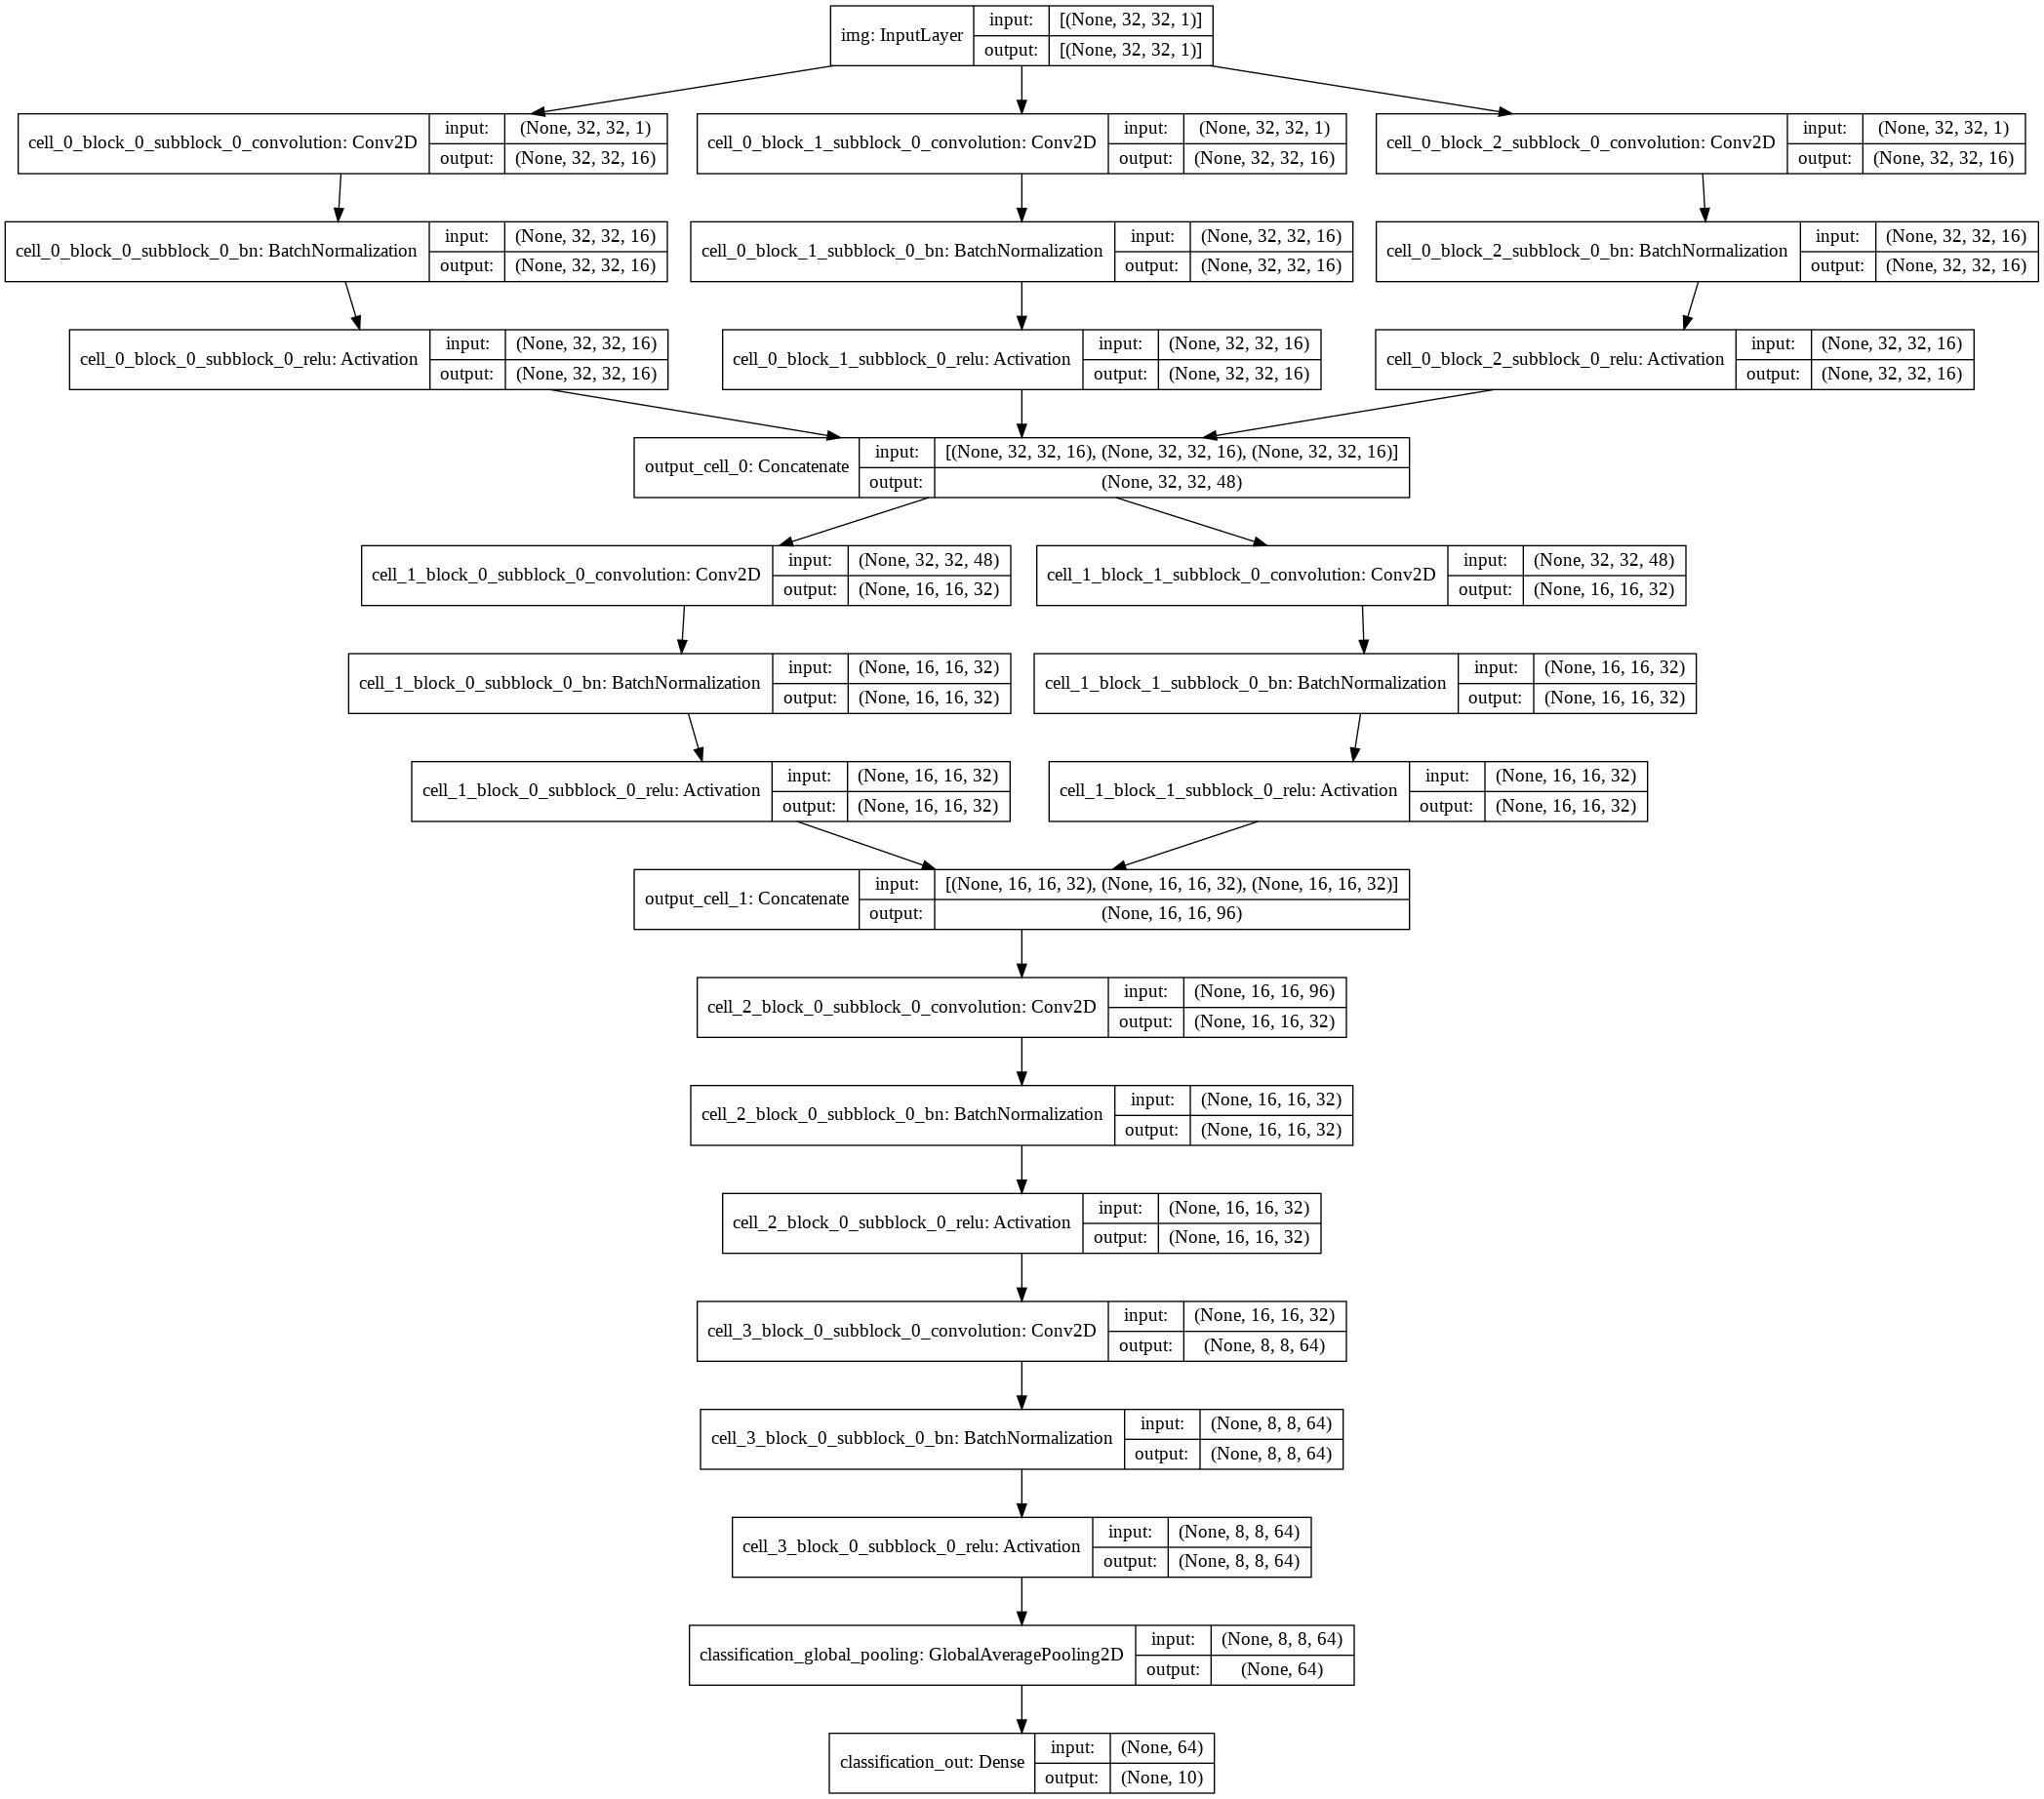 img: InputLayer
input: [(None, 32, 32, 1)]
output: [(None, 32, 32, 1)]
cell_0_block_0_subblock_0_convolution: Conv2D
input: (None, 32, 32, 1)
output: (None, 32, 32, 16)
cell_0_block_1_subblock_0_convolution: Conv2D
input: (None, 32, 32, 1)
output: (None, 32, 32, 16)
cell_0_block_2_subblock_0_convolution: Conv2D
input: (None, 32, 32, 1)
output: (None, 32, 32, 16)
cell_0_block_0_subblock_0_bn: BatchNormalization
input: (None, 32, 32, 16)
output: (None, 32, 32, 16)
cell_0_block_1_subblock_0_bn: BatchNormalization
input: (None, 32, 32, 16)
output: (None, 32, 32, 16)
cell_0_block_2_subblock_0_bn: BatchNormalization
input: (None, 32, 32, 16)
output: (None, 32, 32, 16)
cell_0_block_0_subblock_0_relu: Activation
input: (None, 32, 32, 16)
output: (None, 32, 32, 16)
cell_0_block_1_subblock_0_relu: Activation
input: (None, 32, 32, 16)
output: (None, 32, 32, 16)
cell_0_block_2_subblock_0_relu: Activation
input: (None, 32, 32, 16)
output: (None, 32, 32, 16)
output_cell_0: Concatenate
input: [(None, 32, 32, 16), (None, 32, 32, 16), (None, 32, 32, 16)]
output: (None, 32, 32, 48)
cell_1_block_0_subblock_0_convolution: Conv2D
input: (None, 32, 32, 48)
output: (None, 16, 16, 32)
cell_1_block_1_subblock_0_convolution: Conv2D
input: (None, 32, 32, 48)
output: (None, 16, 16, 32)
cell_1_block_0_subblock_0_bn: BatchNormalization
input: (None, 16, 16, 32)
output: (None, 16, 16, 32)
cell_1_block_1_subblock_0_bn: BatchNormalization
input: (None, 16, 16, 32)
output: (None, 16, 16, 32)
cell_1_block_0_subblock_0_relu: Activation
input: (None, 16, 16, 32)
output: (None, 16, 16, 32)
cell_1_block_1_subblock_0_relu: Activation
input: (None, 16, 16, 32)
output: (None, 16, 16, 32)
output_cell_1: Concatenate
input: [(None, 16, 16, 32), (None, 16, 16, 32), (None, 16, 16, 32)]
output: (None, 16, 16, 96)
cell_2_block_0_subblock_0_convolution: Conv2D
input: (None, 16, 16, 96)
output: (None, 16, 16, 32)
cell_2_block_0_subblock_0_bn: BatchNormalization
input: (None, 16, 16, 32)
output: (None, 16, 16, 32)
cell_2_block_0_subblock_0_relu: Activation
input: (None, 16, 16, 32)
output: (None, 16, 16, 32)
cell_3_block_0_subblock_0_convolution: Conv2D
input: (None, 16, 16, 32)
output: (None, 8, 8, 64)
cell_3_block_0_subblock_0_bn: BatchNormalization
input: (None, 8, 8, 64)
output: (None, 8, 8, 64)
cell_3_block_0_subblock_0_relu: Activation
input: (None, 8, 8, 64)
output: (None, 8, 8, 64)
classification_global_pooling: GlobalAveragePooling2D
input: (None, 8, 8, 64)
output: (None, 64)
classification_out: Dense
input: (None, 64)
output: (None, 10)